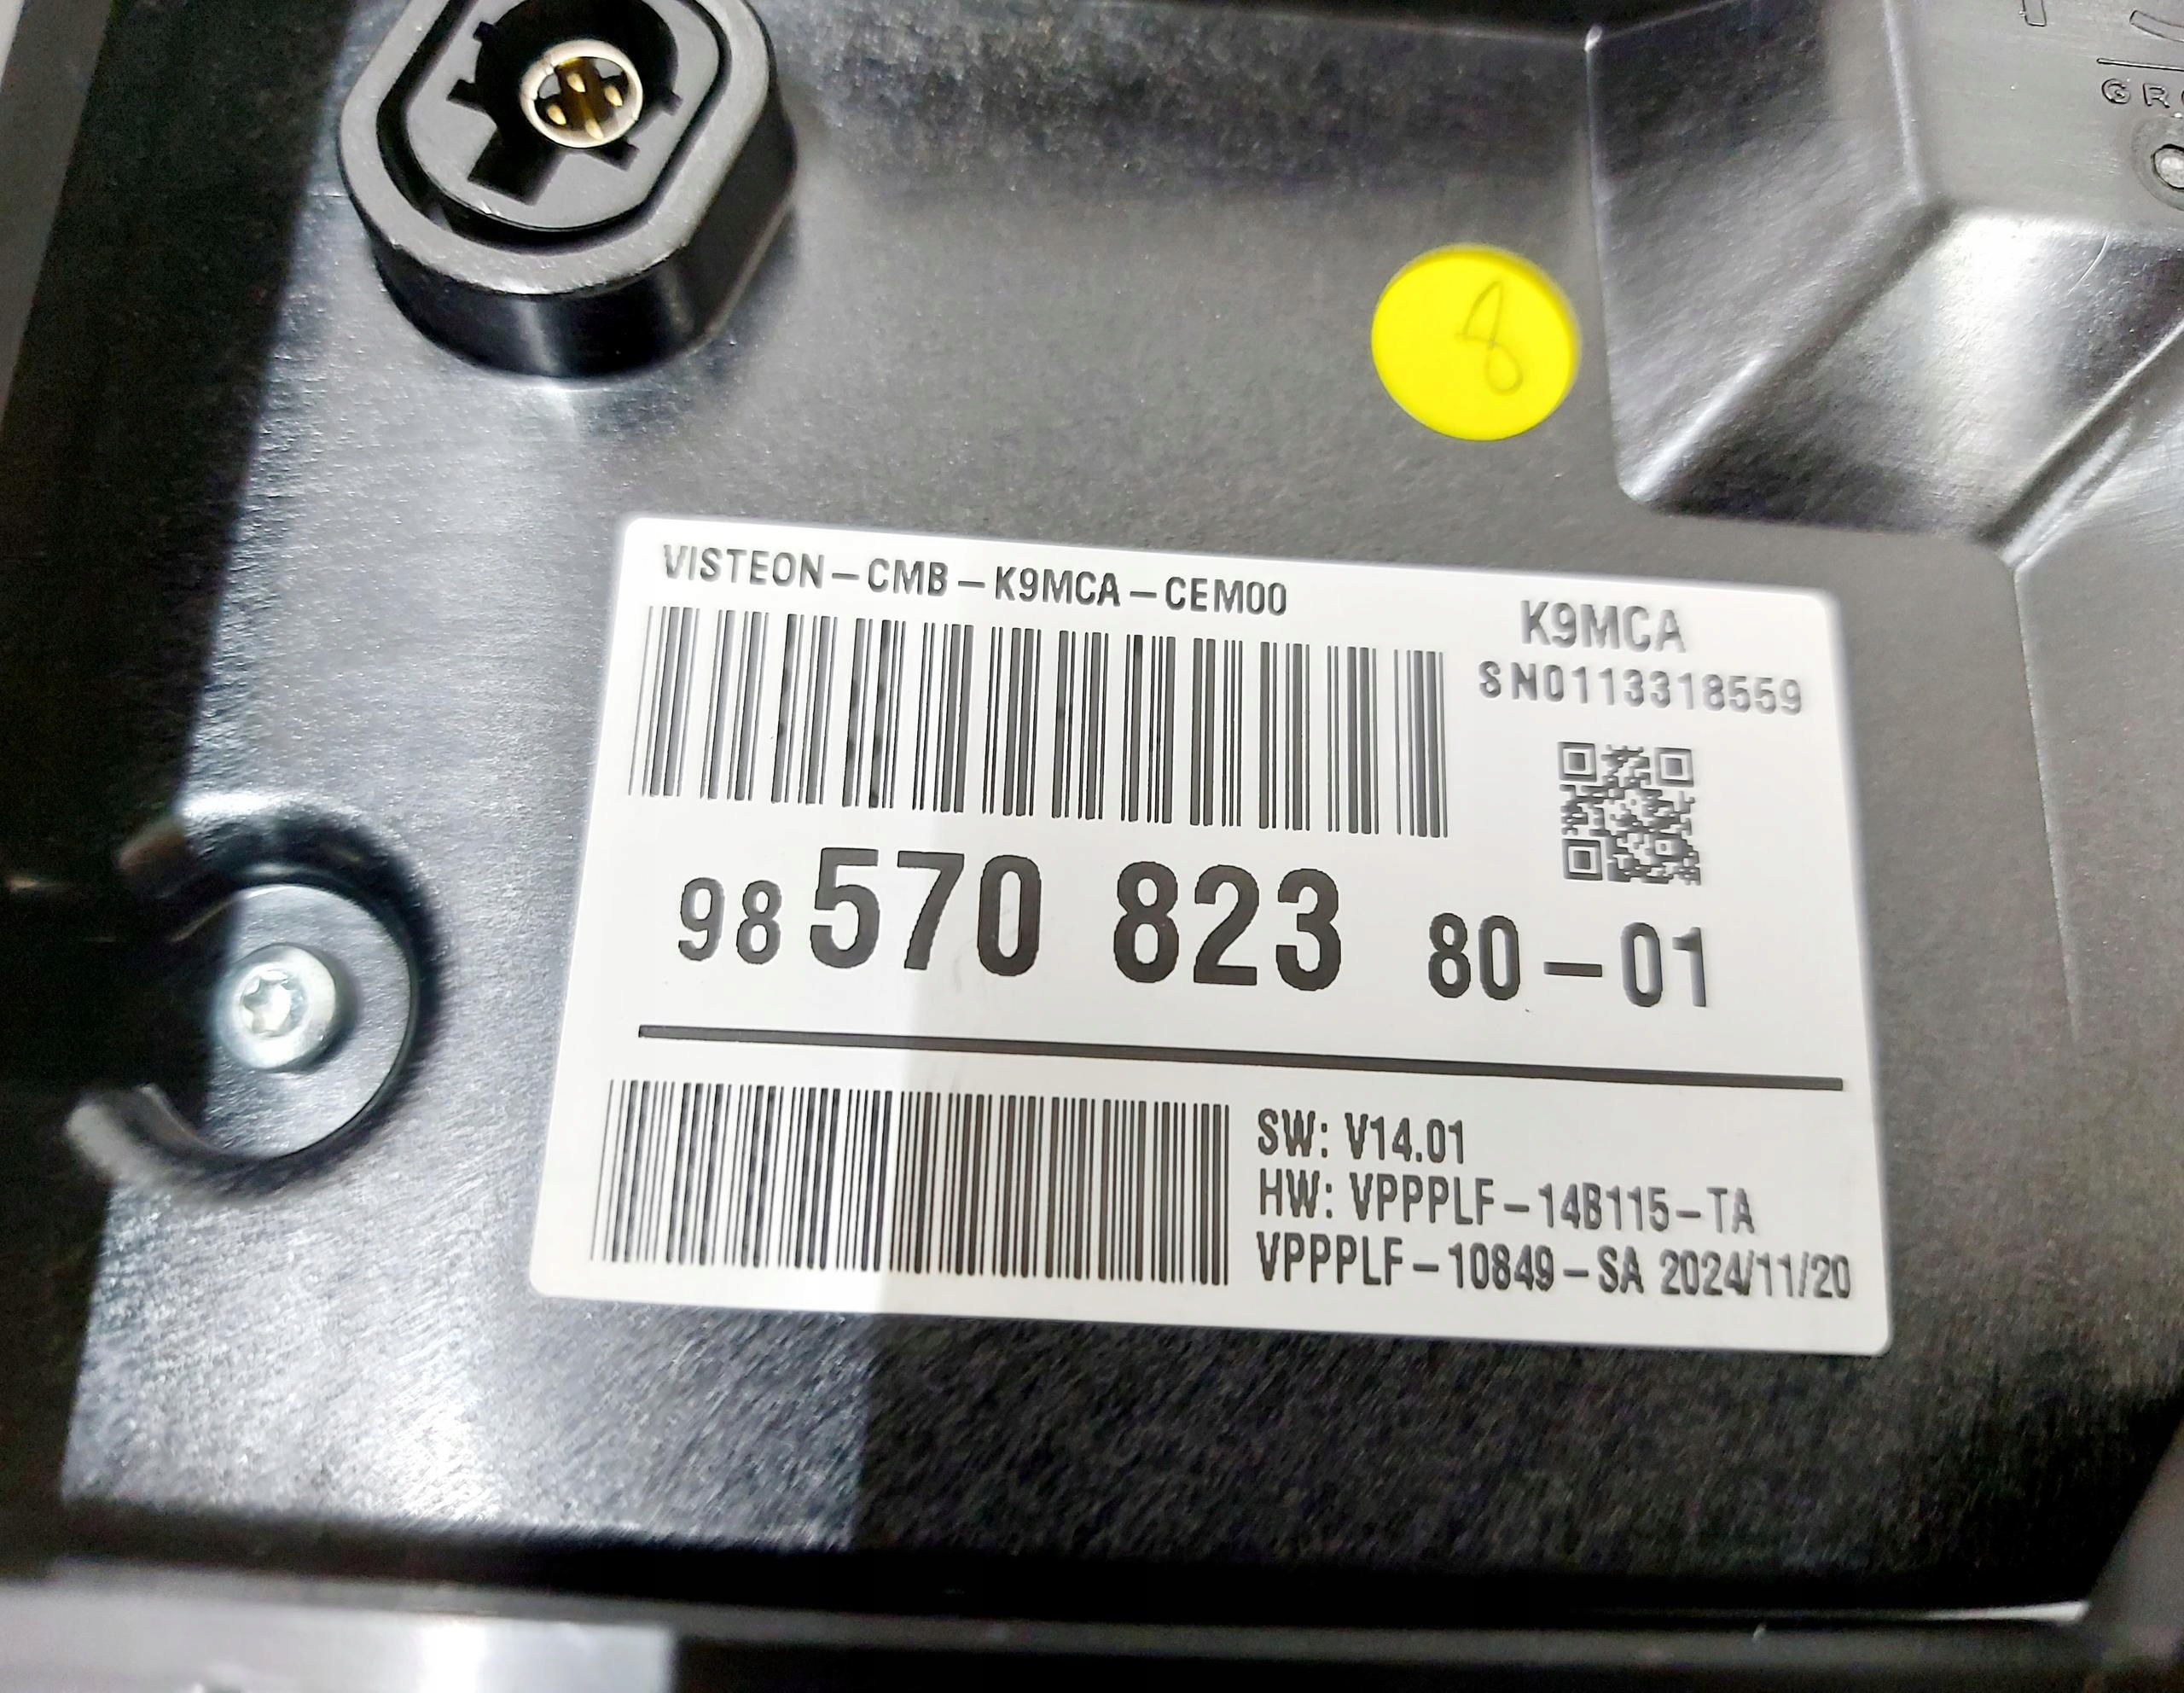 8
VISTEON-CMB-K9MCA-CEM00
K9MCA
SN0113318559
98 570 823 80-01
SW: V14.01
HW: VPPPLF-14B115-TA
VPPPLF-10849-SA 2024/11/20